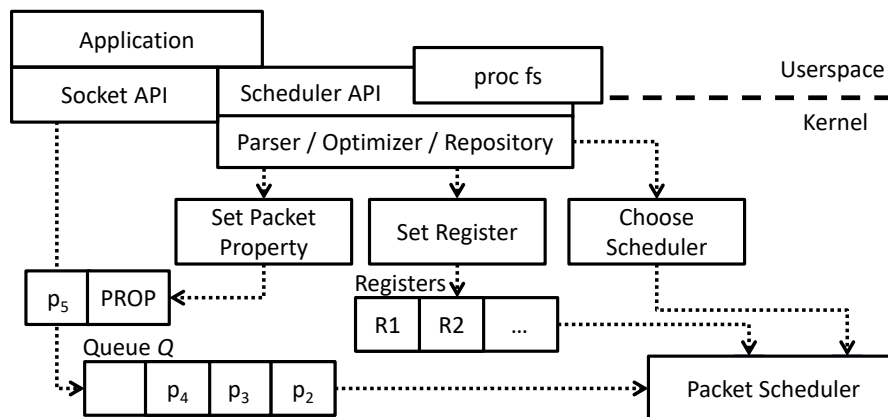 Application
proc fs
Userspace
Socket API
Scheduler API
Kernel
Parser / Optimizer / Repository
Set Packet
Property
Set Register
Choose
Scheduler
p₅ PROP
Registers
R1 R2 ...
Queue Q
p₄ p₃ p₂
Packet Scheduler